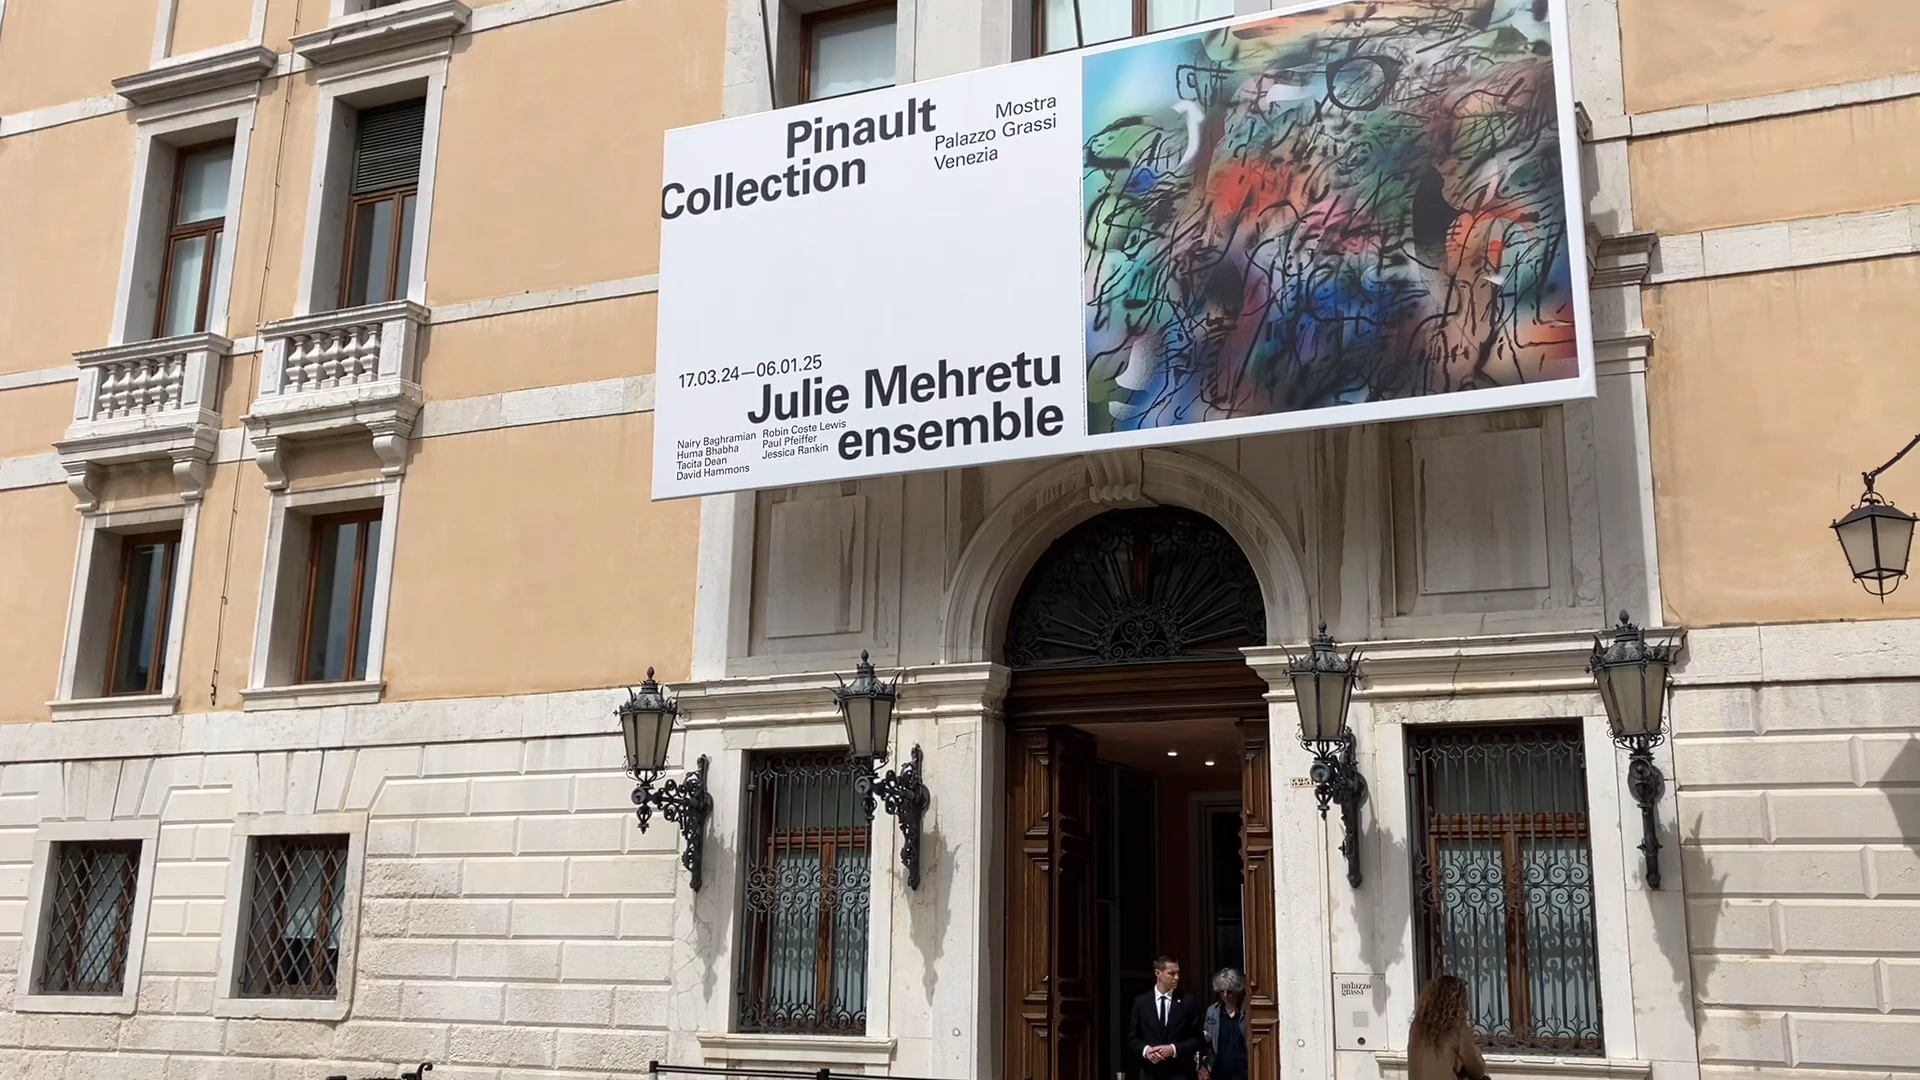 Pinault
Collection
Mostra
Palazzo Grassi
Venezia
17.03.24—06.01.25
Julie Mehretu
ensemble
Nairy Baghramian
Huma Bhabha
Tacita Dean
David Hammons
Robin Coste Lewis
Paul Pfeiffer
Jessica Rankin
palazzo
grassi